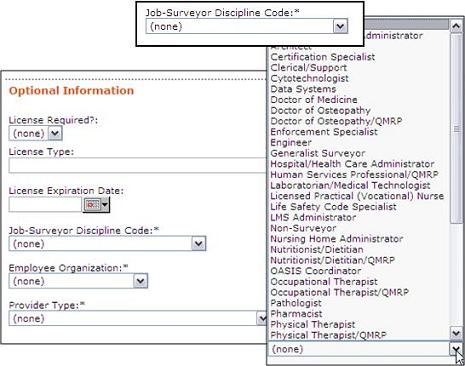 Job-Surveyor Discipline Code:*
(none)
Administrator
Architect
Certification Specialist
Clerical/Support
Cytotechnologist
Data Systems
Doctor of Medicine
Doctor of Osteopathy
Doctor of Osteopathy/QMRP
Enforcement Specialist
Engineer
Generalist Surveyor
Hospital/Health Care Administrator
Human Services Professional/QMRP
Laboratorian/Medical Technologist
Licensed Practical (Vocational) Nurse
Life Safety Code Specialist
LMS Administrator
Non-Surveyor
Nursing Home Administrator
Nutritionist/Dietitian
Nutritionist/Dietitian/QMRP
OASIS Coordinator
Occupational Therapist
Occupational Therapist/QMRP
Pathologist
Pharmacist
Physical Therapist
Physical Therapist/QMRP
(none)
Optional Information
License Required?:
(none)
License Type:
License Expiration Date:
Job-Surveyor Discipline Code:*
(none)
Employee Organization:*
(none)
Provider Type:*
(none)